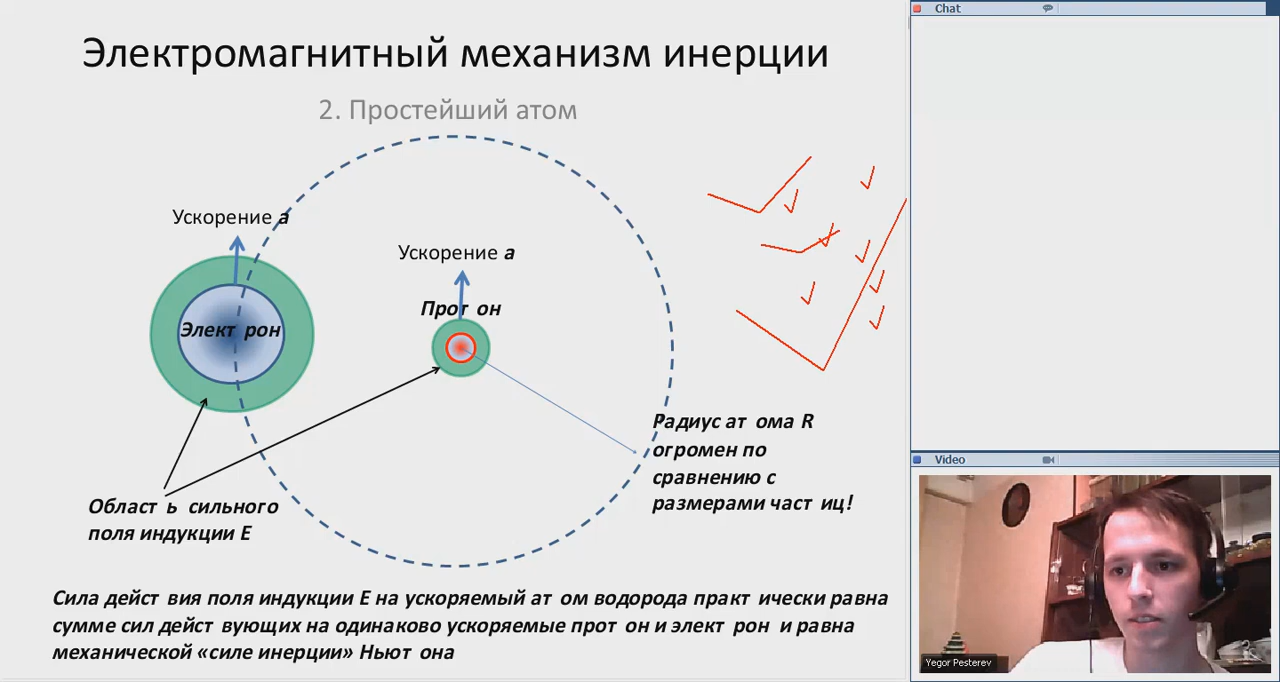 Электромагнитный механизм инерции
2. Простейший атом
Ускорение a
Ускорение a
Прот он
Элект рон
Радиус ат ома R
огромен по
сравнению с
размерами част иц!
Област ь сильного
поля индукции E
Сила дейст вия поля индукции E на ускоряемый ат ом водорода практ ически равна
сумме сил дейст вующих на одинаково ускоряемые прот он и элект рон и равна
механической «силе инерции» Ньют она
Chat
Video
Yegor Pesterev